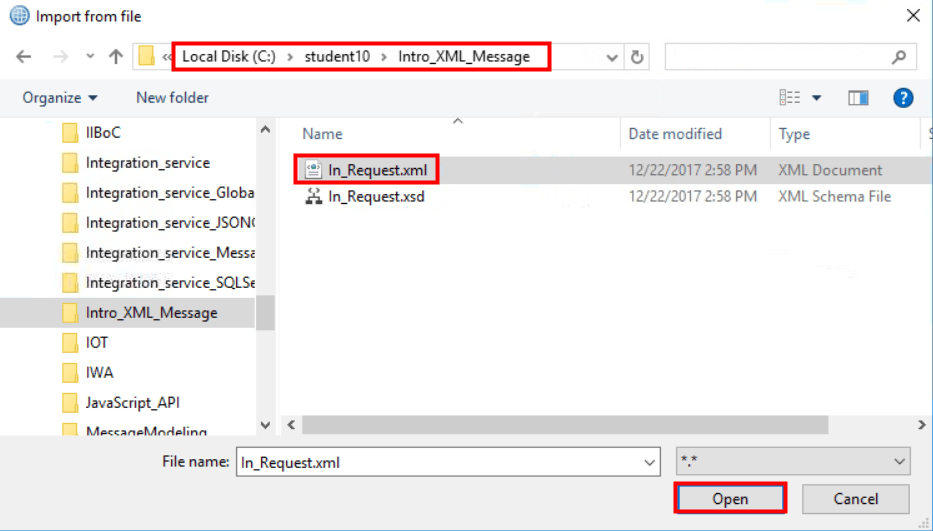 Import from file
« Local Disk (C:) › student10 › Intro_XML_Message
Organize New folder
?
IIBoC
Integration_service
Integration_service_Globa
Integration_service_JSON
Integration_service_Messa
Integration_service_SQLSe
Intro_XML_Message
IOT
IWA
JavaScript_API
MessageModeling
Name Date modified Type
In_Request.xml 12/22/2017 2:58 PM XML Document
In_Request.xsd 12/22/2017 2:58 PM XML Schema File
File name: In_Request.xml *.*
Open Cancel